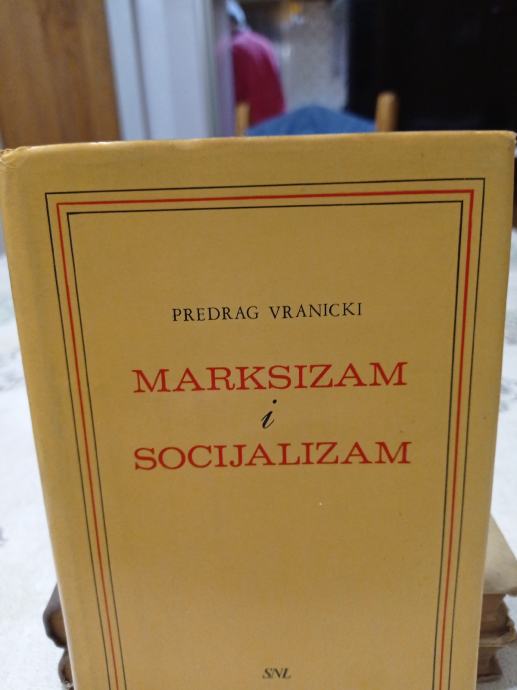 PREDRAG VRANICKI
MARKSIZAM
i
SOCIJALIZAM
SNL